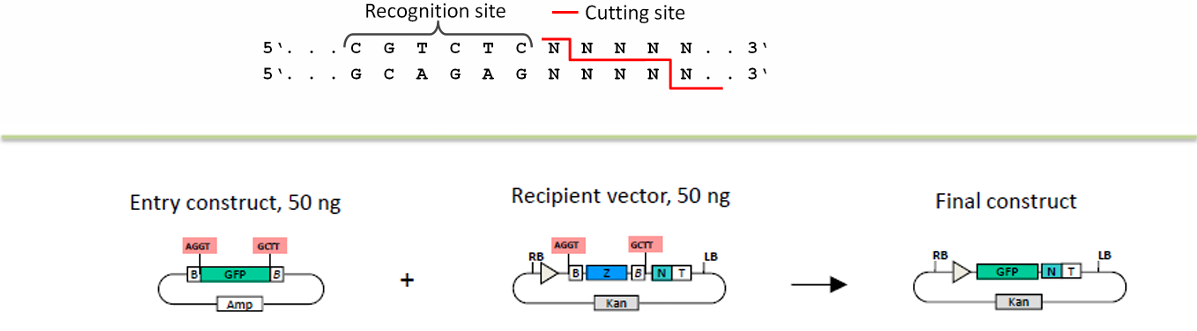 Recognition site — Cutting site
5'. . . C G T C T C N N N N N . . 3'
5'. . . G C A G A G N N N N N . . 3'
Entry construct, 50 ng
AGGT GCTT
B GFP B
Amp
+
Recipient vector, 50 ng
AGGT GCTT
RB B Z B N T LB
Kan
Final construct
RB GFP N T LB
Kan